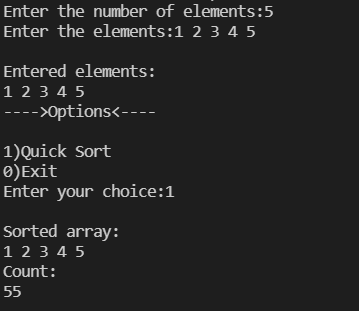 Enter the number of elements:5
Enter the elements:1 2 3 4 5
Entered elements:
1 2 3 4 5
---->Options<----
1)Quick Sort
0)Exit
Enter your choice:1
Sorted array:
1 2 3 4 5
Count:
55